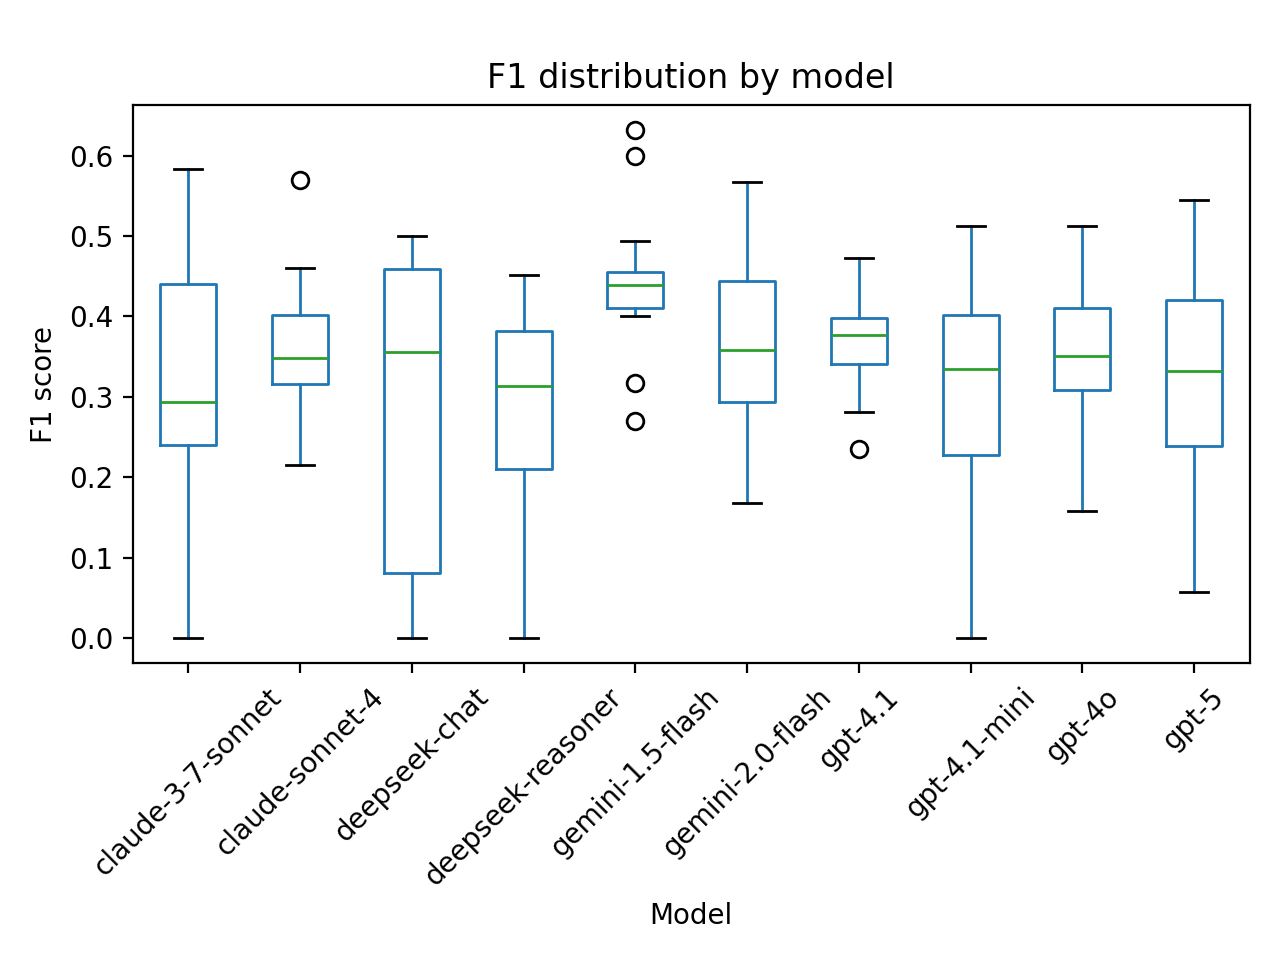 F1 distribution by model
F1 score
0.6
0.5
0.4
0.3
0.2
0.1
0.0
claude-3-7-sonnet
claude-sonnet-4
deepseek-chat
deepseek-reasoner
gemini-1.5-flash
gemini-2.0-flash
gpt-4.1
gpt-4.1-mini
gpt-4o
gpt-5
Model